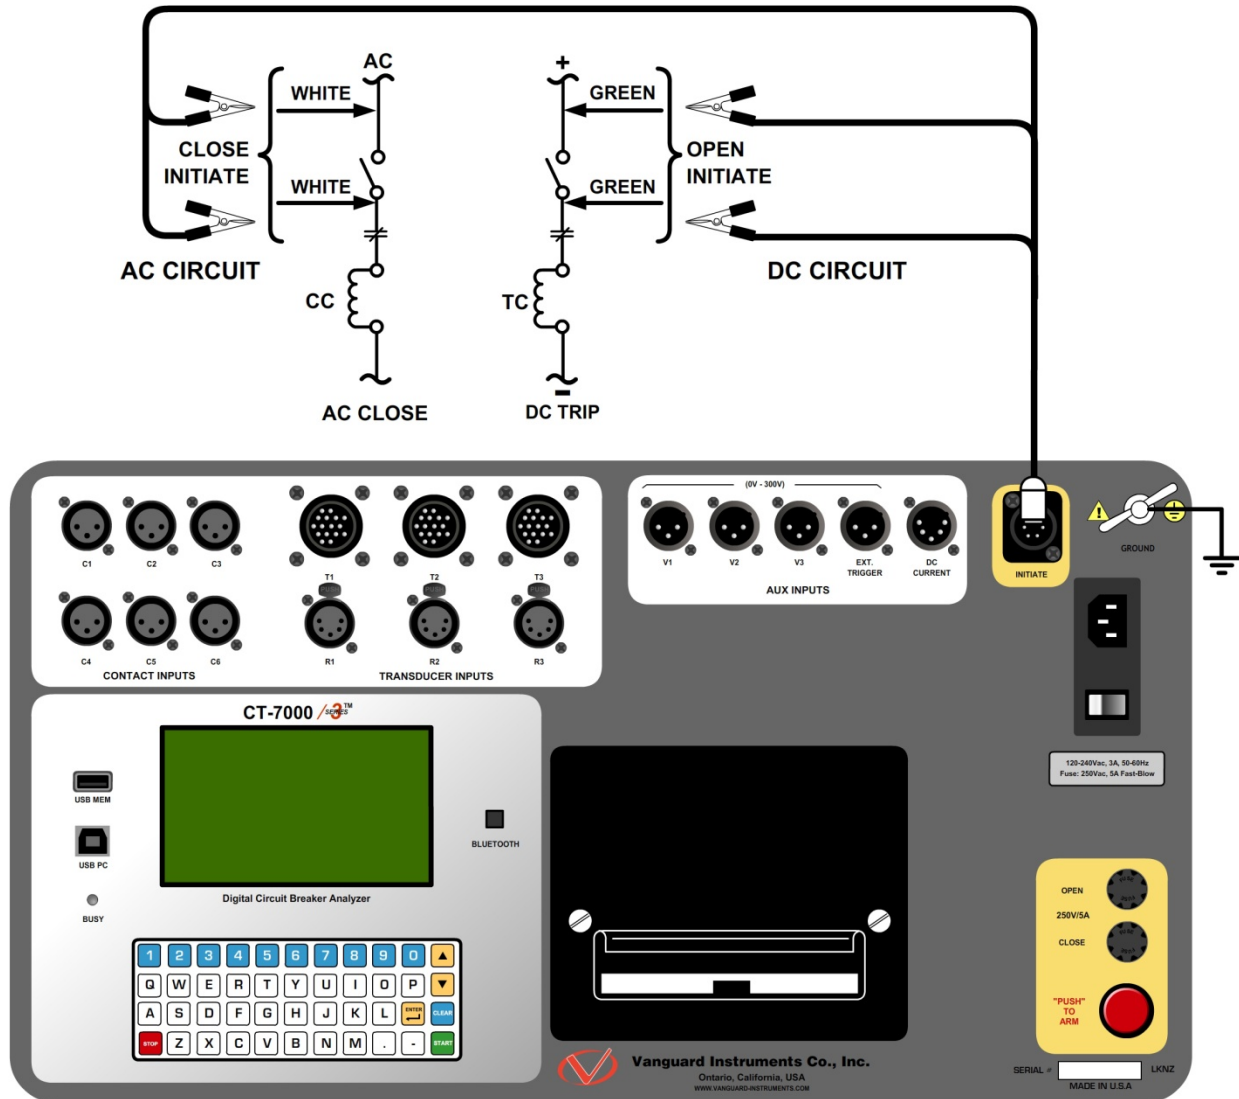 AC
+
WHITE
GREEN
CLOSE
INITIATE
OPEN
INITIATE
WHITE
GREEN
AC CIRCUIT
DC CIRCUIT
CC
TC
AC CLOSE
-
DC TRIP
C1
C2
C3
T1
T2
T3
PUSH
PUSH
PUSH
C4
C5
C6
R1
R2
R3
CONTACT INPUTS
TRANSDUCER INPUTS
(0V - 300V)
V1
V2
V3
EXT.
TRIGGER
DC
CURRENT
AUX INPUTS
INITIATE
GROUND
CT-7000 / SERIES 3™
USB MEM
USB PC
BUSY
BLUETOOTH
Digital Circuit Breaker Analyzer
1 2 3 4 5 6 7 8 9 0 ▲
Q W E R T Y U I O P ▼
A S D F G H J K L ENTER CLEAR
STOP Z X C V B N M . - START
120-240Vac, 3A, 50-60Hz
Fuse: 250Vac, 5A Fast-Blow
OPEN
250V/5A
CLOSE
"PUSH"
TO
ARM
Vanguard Instruments Co., Inc.
Ontario, California, USA
WWW.VANGUARD-INSTRUMENTS.COM
SERIAL # LKNZ
MADE IN U.S.A